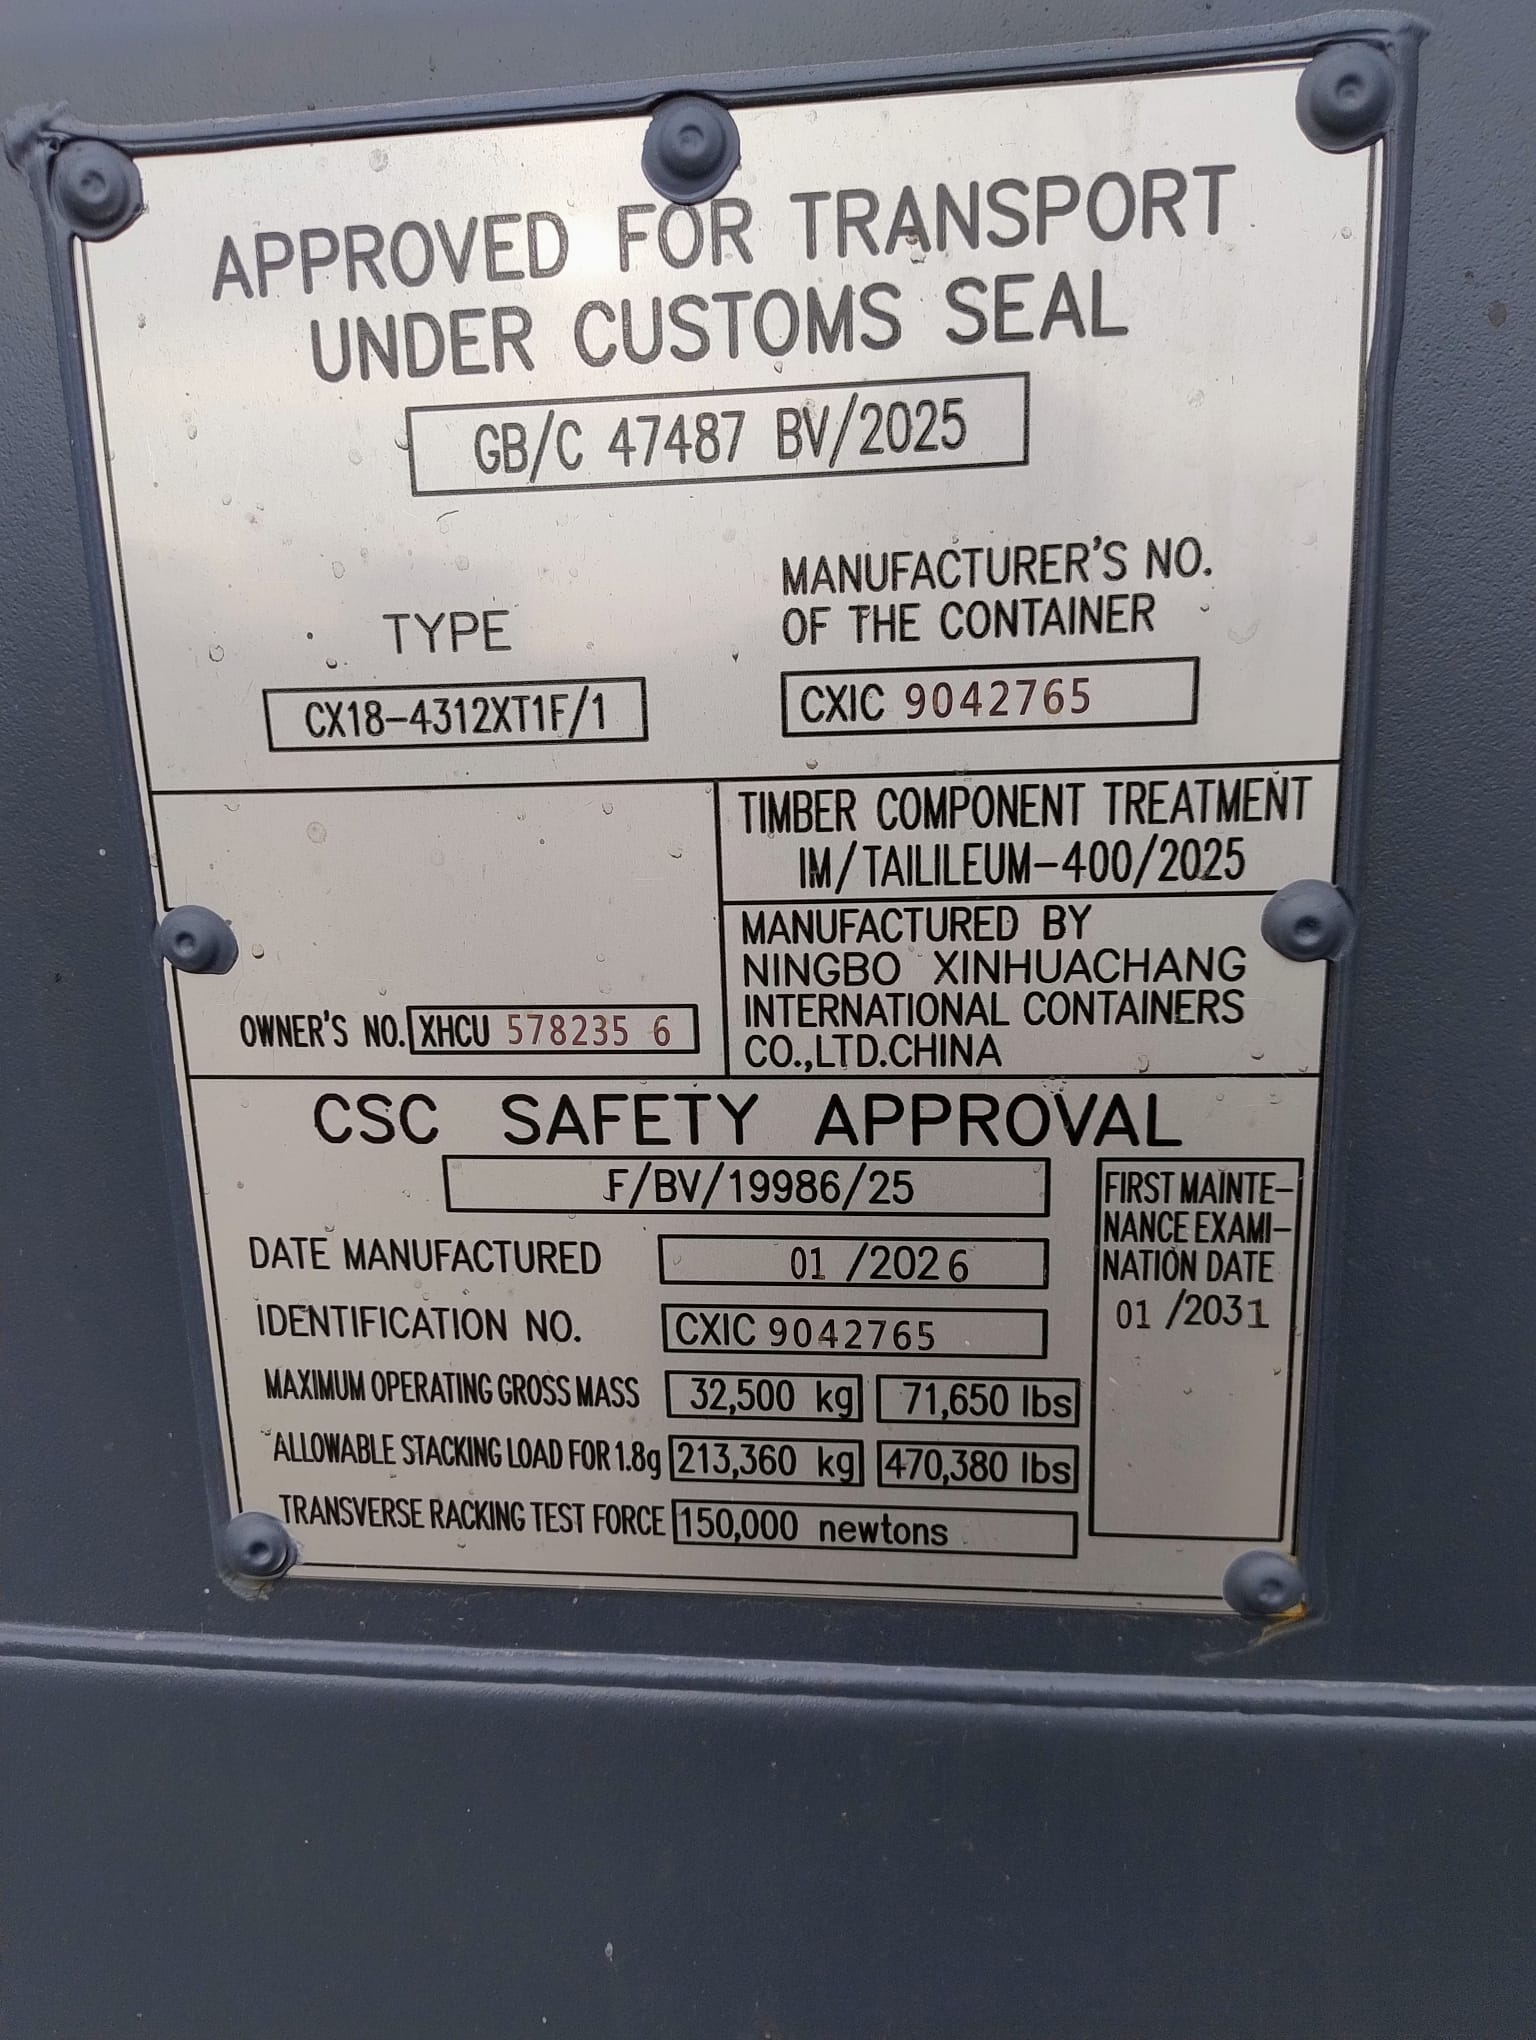 APPROVED FOR TRANSPORT
UNDER CUSTOMS SEAL
GB/C 47487 BV/2025
TYPE
CX18-4312XT1F/1
MANUFACTURER'S NO.
OF THE CONTAINER
CXIC 9042765
TIMBER COMPONENT TREATMENT
IM/TAILILEUM-400/2025
MANUFACTURED BY
NINGBO XINHUACHANG
INTERNATIONAL CONTAINERS
CO.,LTD.CHINA
OWNER'S NO. XHCU 578235 6
CSC SAFETY APPROVAL
F/BV/19986/25
DATE MANUFACTURED 01 /2026
IDENTIFICATION NO. CXIC 9042765
MAXIMUM OPERATING GROSS MASS 32,500 kg 71,650 lbs
ALLOWABLE STACKING LOAD FOR 1.8g 213,360 kg 470,380 lbs
TRANSVERSE RACKING TEST FORCE 150,000 newtons
FIRST MAINTE-
NANCE EXAMI-
NATION DATE
01 /2031